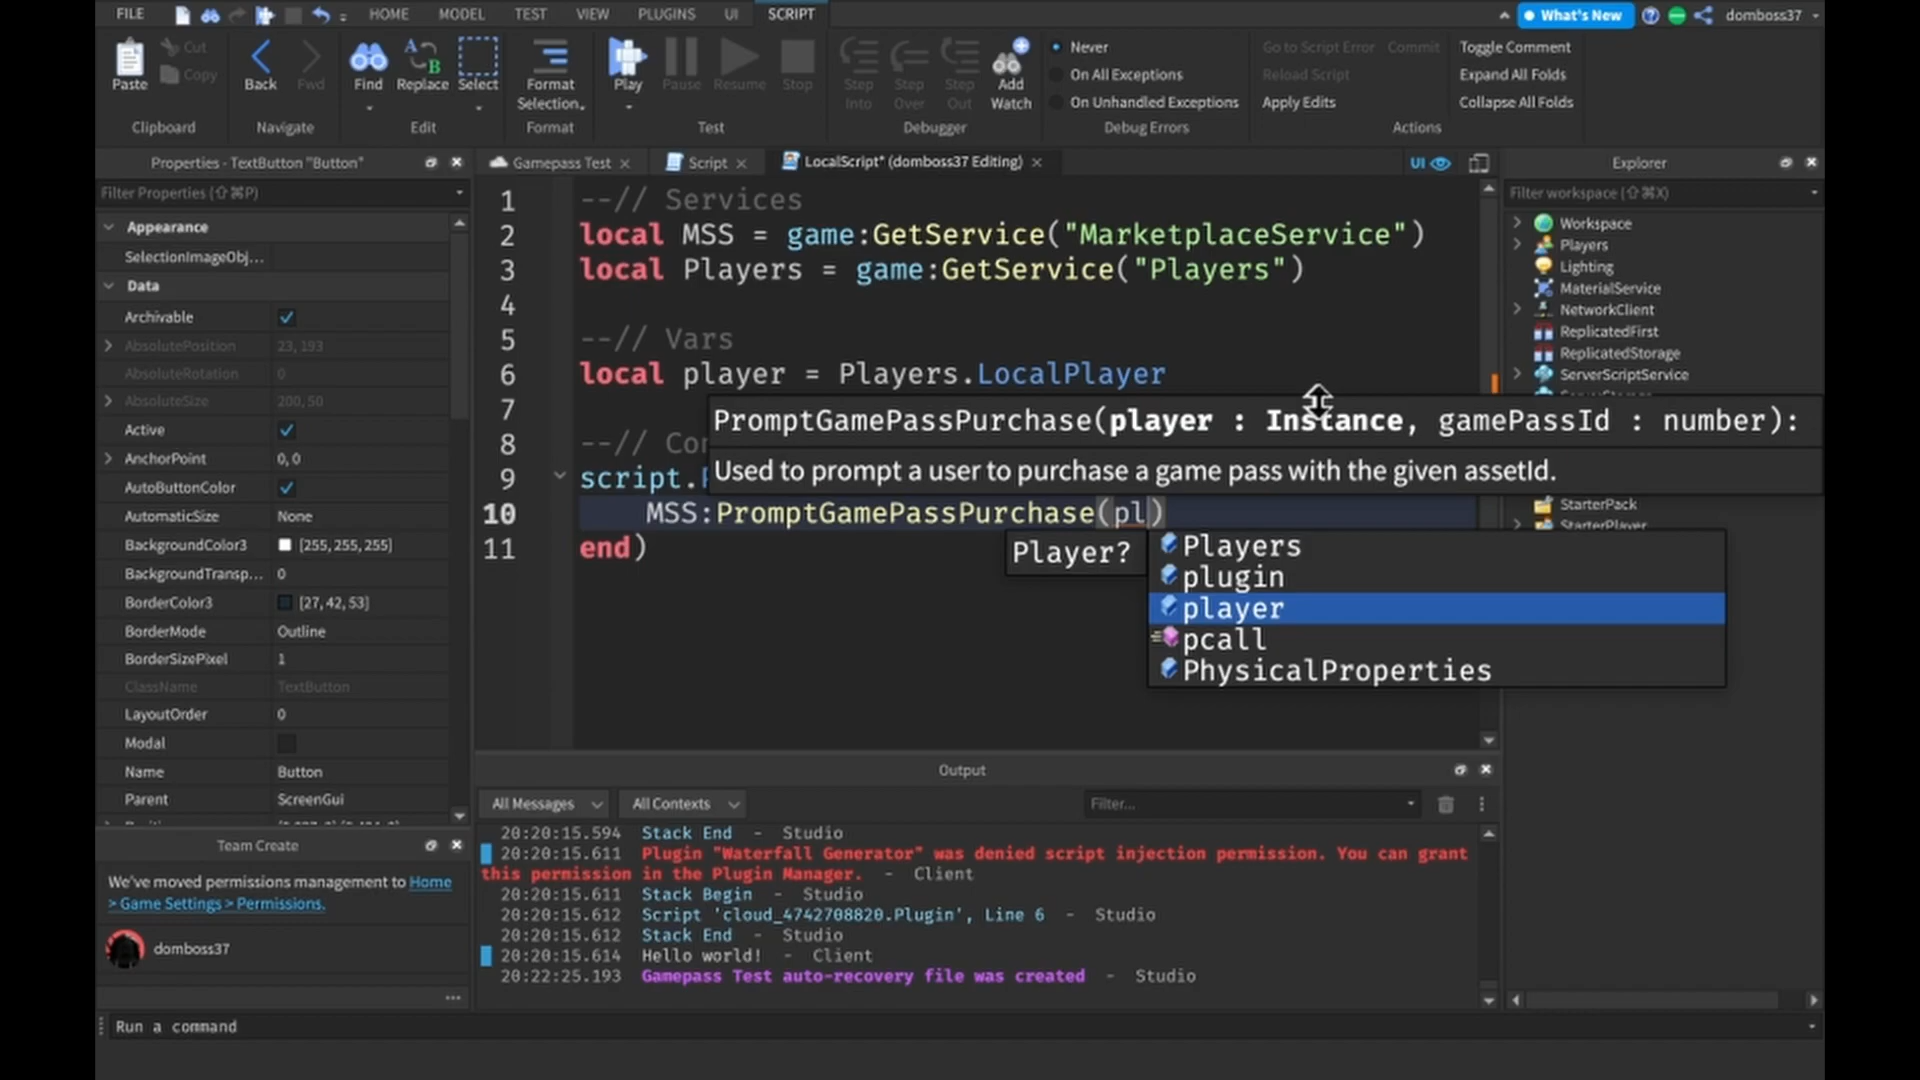 FILE HOME MODEL TEST VIEW PLUGINS UI SCRIPT What's New domboss37
Paste Cut Copy Back Fwd Find Replace Select Format Selection Play Pause Resume Stop Step Into Step Over Step Out Add Watch
Never
On All Exceptions
On Unhandled Exceptions
Go to Script Error Commit
Reload Script
Apply Edits
Toggle Comment
Expand All Folds
Collapse All Folds
Clipboard Navigate Edit Format Test Debugger Debug Errors Actions
Properties - TextButton "Button"
Filter Properties (⇧⌘P)
Appearance
SelectionImageObj...
Data
Archivable
AbsolutePosition 23, 193
AbsoluteRotation 0
AbsoluteSize 200, 50
Active
AnchorPoint 0, 0
AutoButtonColor
AutomaticSize None
BackgroundColor3 [255, 255, 255]
BackgroundTransp... 0
BorderColor3 [27, 42, 53]
BorderMode Outline
BorderSizePixel 1
ClassName TextButton
LayoutOrder 0
Modal
Name Button
Parent ScreenGui
Team Create
We've moved permissions management to Home
> Game Settings > Permissions.
domboss37
Gamepass Test Script LocalScript* (domboss37 Editing) UI
1 --// Services
2 local MSS = game:GetService("MarketplaceService")
3 local Players = game:GetService("Players")
4
5 --// Vars
6 local player = Players.LocalPlayer
7
8 --// Co
9 script.
10 MSS:PromptGamePassPurchase(pl)
11 end)
PromptGamePassPurchase(player : Instance, gamePassId : number):
Used to prompt a user to purchase a game pass with the given assetId.
Player?
Players
plugin
player
pcall
PhysicalProperties
Explorer
Filter workspace (⇧⌘X)
Workspace
Players
Lighting
MaterialService
NetworkClient
ReplicatedFirst
ReplicatedStorage
ServerScriptService
StarterPack
StarterPlayer
Output
All Messages All Contexts Filter...
20:20:15.594 Stack End - Studio
20:20:15.611 Plugin "Waterfall Generator" was denied script injection permission. You can grant
this permission in the Plugin Manager. - Client
20:20:15.611 Stack Begin - Studio
20:20:15.612 Script 'cloud_4742708820.Plugin', Line 6 - Studio
20:20:15.612 Stack End - Studio
20:20:15.614 Hello world! - Client
20:22:25.193 Gamepass Test auto-recovery file was created - Studio
Run a command